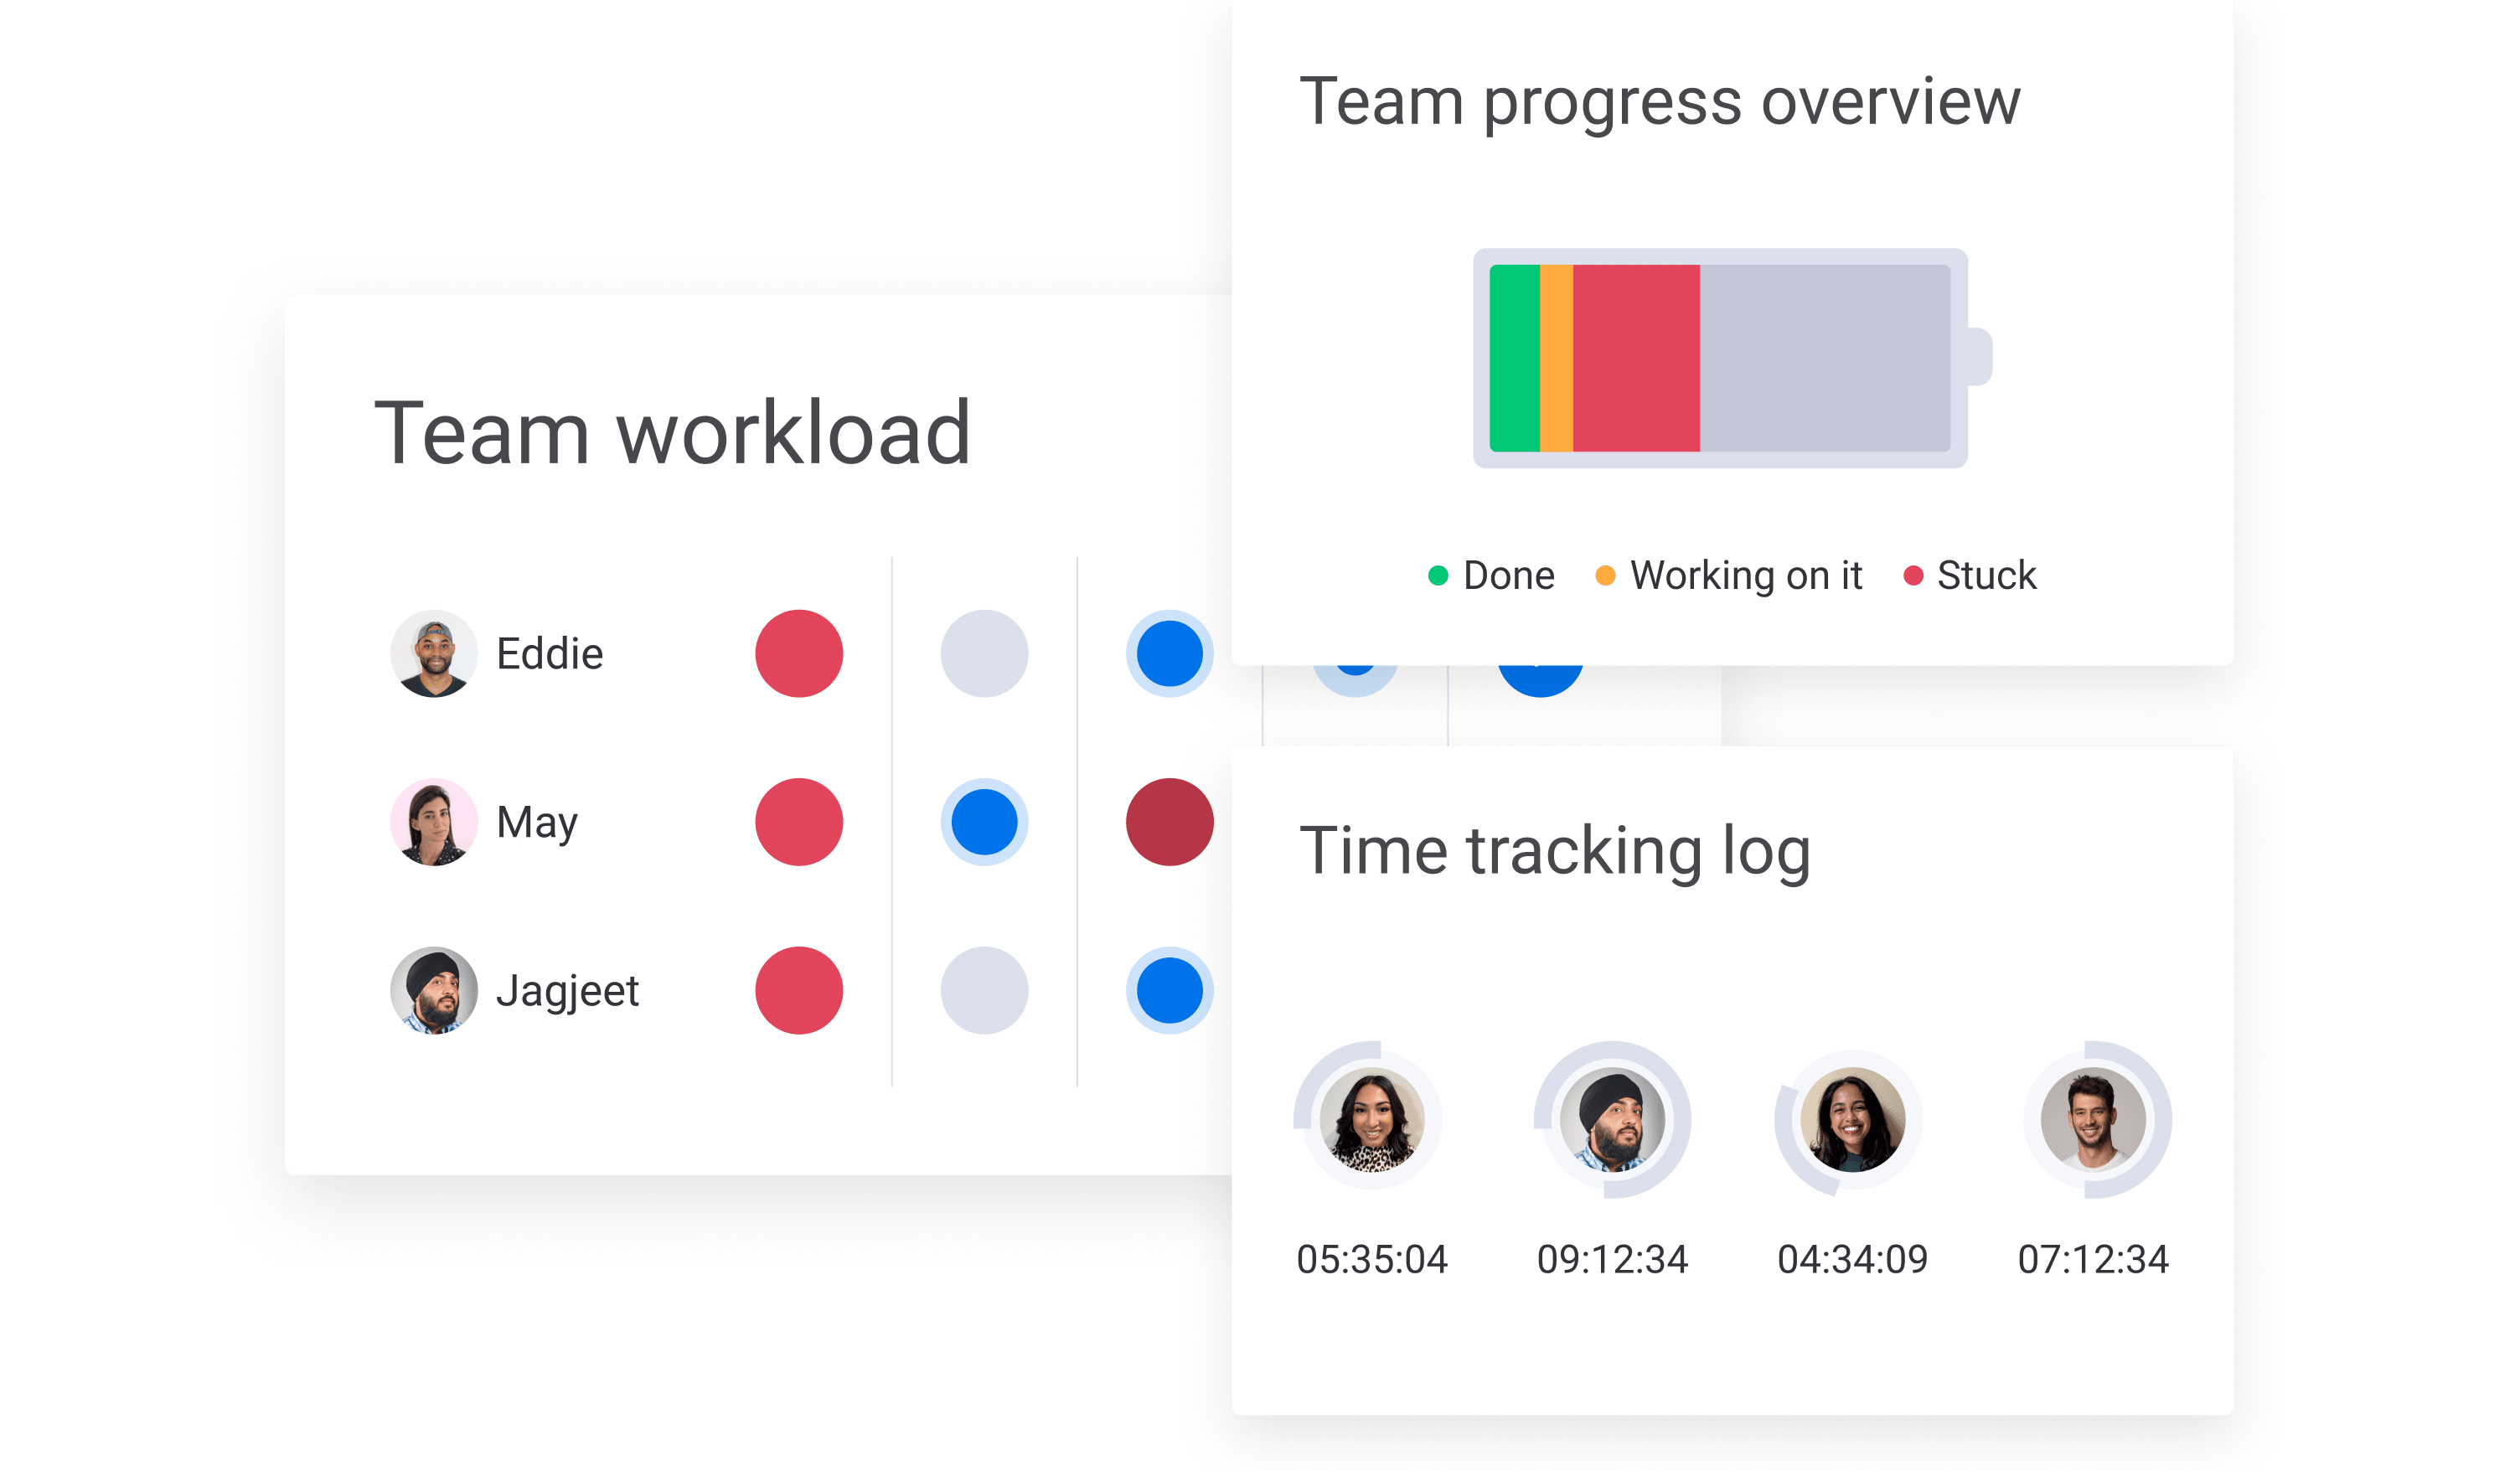 Team progress overview
Done Working on it Stuck
Team workload
Eddie
May
Jagjeet
Time tracking log
05:35:04 09:12:34 04:34:09 07:12:34